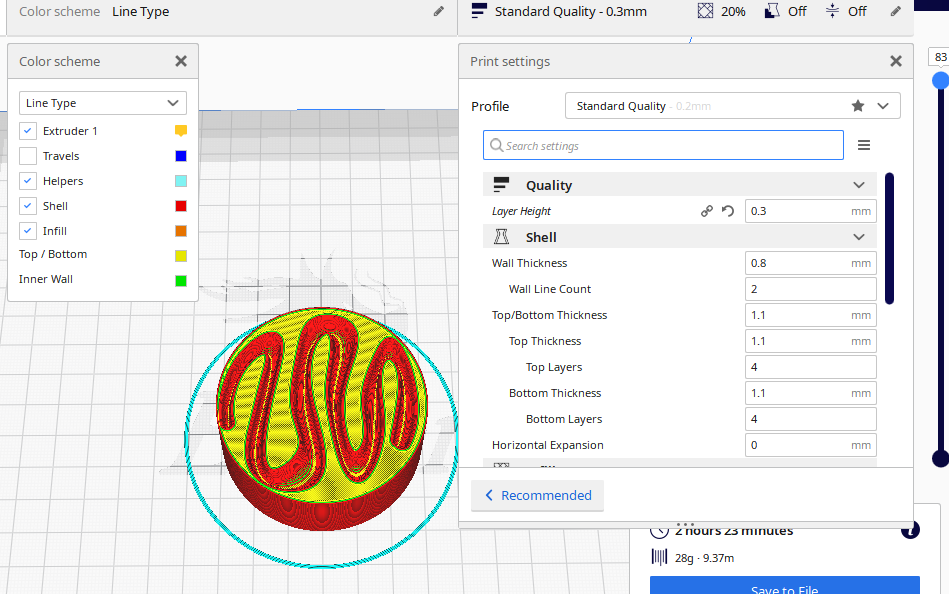 Color scheme Line Type
Standard Quality - 0.3mm 20% Off Off
Color scheme
Line Type
Extruder 1
Travels
Helpers
Shell
Infill
Top / Bottom
Inner Wall
Print settings
Profile Standard Quality - 0.2mm
Search settings
Quality
Layer Height 0.3 mm
Shell
Wall Thickness 0.8 mm
Wall Line Count 2
Top/Bottom Thickness 1.1 mm
Top Thickness 1.1 mm
Top Layers 4
Bottom Thickness 1.1 mm
Bottom Layers 4
Horizontal Expansion 0 mm
Recommended
83
2 hours 23 minutes
28g · 9.37m
Save to File